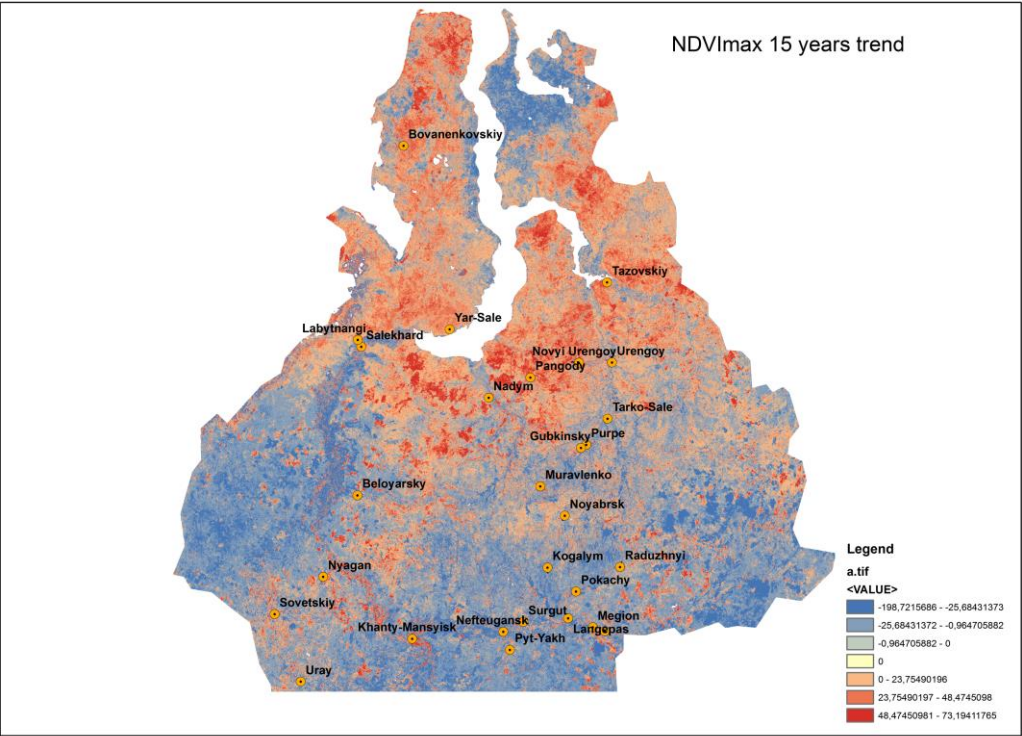 NDVImax 15 years trend
Bovanenkovskiy
Tazovskiy
Yar-Sale
Labytnangi
Salekhard
Novyi Urengoy
Urengoy
Pangody
Nadym
Tarko-Sale
Gubkinsky
Purpe
Muravlenko
Beloyarsky
Noyabrsk
Kogalym
Raduzhnyi
Nyagan
Pokachy
Sovetskiy
Surgut
Megion
Nefteugansk
Langepas
Khanty-Mansyisk
Pyt-Yakh
Uray
Legend
a.tif
<VALUE>
-198,7215686 - -25,68431373
-25,68431372 - -0,964705882
-0,964705882 - 0
0
0 - 23,75490196
23,75490197 - 48,4745098
48,47450981 - 73,19411765